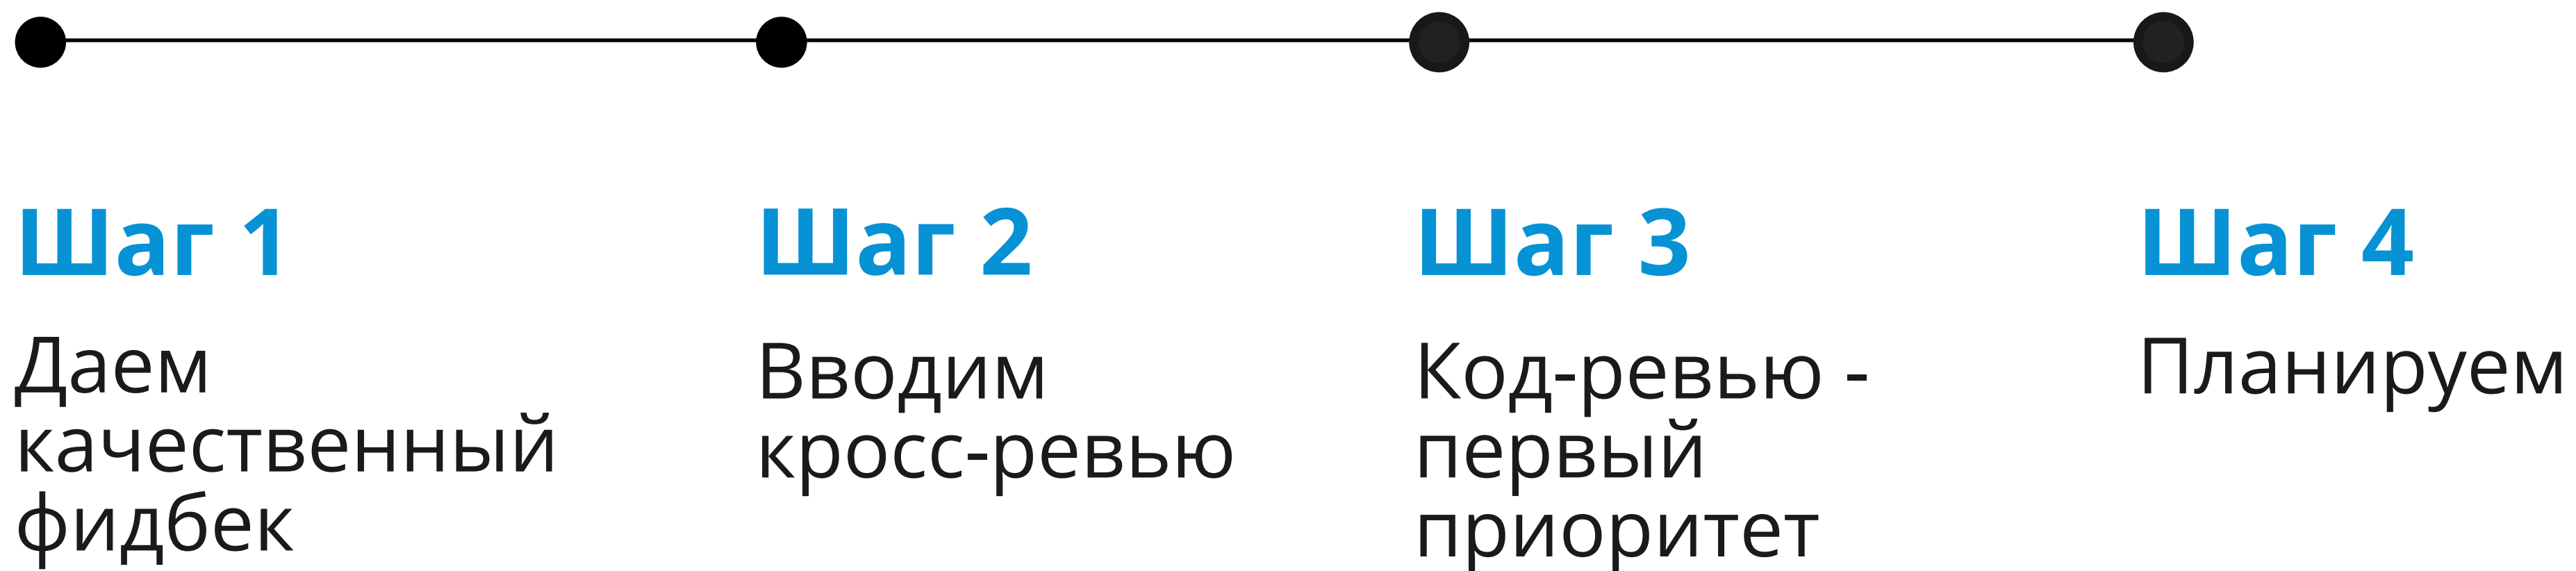 Шаг 1
Даем
качественный
фидбек
Шаг 2
Вводим
кросс-ревью
Шаг 3
Код-ревью -
первый
приоритет
Шаг 4
Планируем